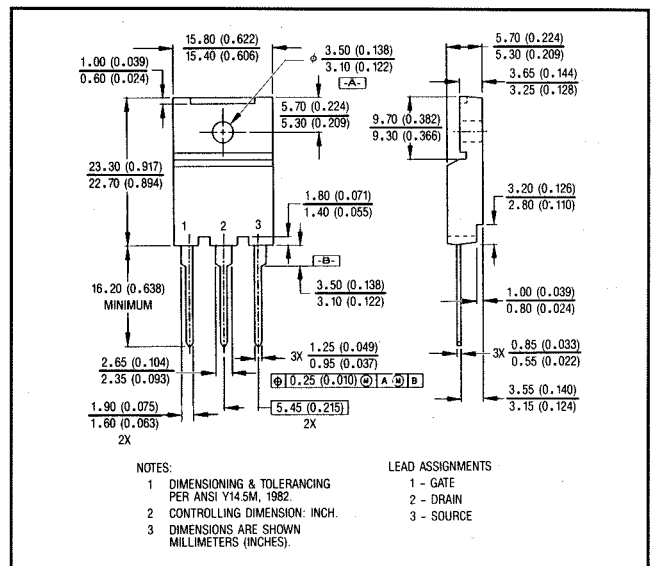 15.80 (0.622)
15.40 (0.606)
ϕ 3.50 (0.138)
3.10 (0.122)
-A-
5.70 (0.224)
5.30 (0.209)
1.00 (0.039)
0.60 (0.024)
3.65 (0.144)
3.25 (0.128)
5.70 (0.224)
5.30 (0.209)
9.70 (0.382)
9.30 (0.366)
23.30 (0.917)
22.70 (0.894)
1.80 (0.071)
1.40 (0.055)
3.20 (0.126)
2.80 (0.110)
1 2 3
-B-
16.20 (0.638)
MINIMUM
3.50 (0.138)
3.10 (0.122)
1.00 (0.039)
0.80 (0.024)
3X 1.25 (0.049)
0.95 (0.037)
3X 0.85 (0.033)
0.55 (0.022)
2.65 (0.104)
2.35 (0.093)
⌖ 0.25 (0.010) Ⓜ A Ⓜ B
1.90 (0.075)
1.60 (0.063)
2X
5.45 (0.215)
2X
3.55 (0.140)
3.15 (0.124)
NOTES:
1 DIMENSIONING & TOLERANCING
PER ANSI Y14.5M, 1982.
2 CONTROLLING DIMENSION: INCH.
3 DIMENSIONS ARE SHOWN
MILLIMETERS (INCHES).
LEAD ASSIGNMENTS
1 - GATE
2 - DRAIN
3 - SOURCE